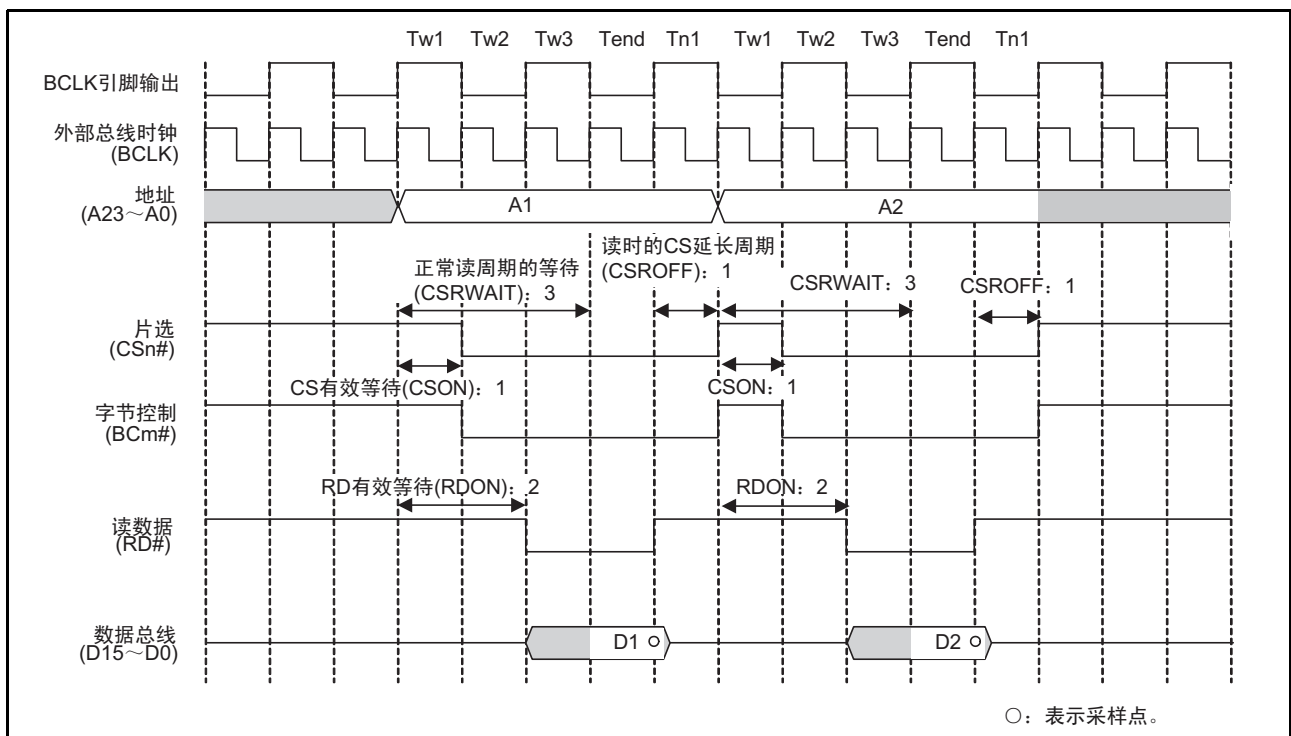 Tw1 Tw2 Tw3 Tend Tn1 Tw1 Tw2 Tw3 Tend Tn1
BCLK引脚输出
外部总线时钟
(BCLK)
地址
(A23～A0)
A1
A2
正常读周期的等待
(CSRWAIT)：3
读时的CS延长周期
(CSROFF)：1
CSRWAIT：3
CSROFF：1
片选
(CSn#)
CS有效等待(CSON)：1
CSON：1
字节控制
(BCm#)
RD有效等待(RDON)：2
RDON：2
读数据
(RD#)
数据总线
(D15～D0)
D1
D2
○：表示采样点。